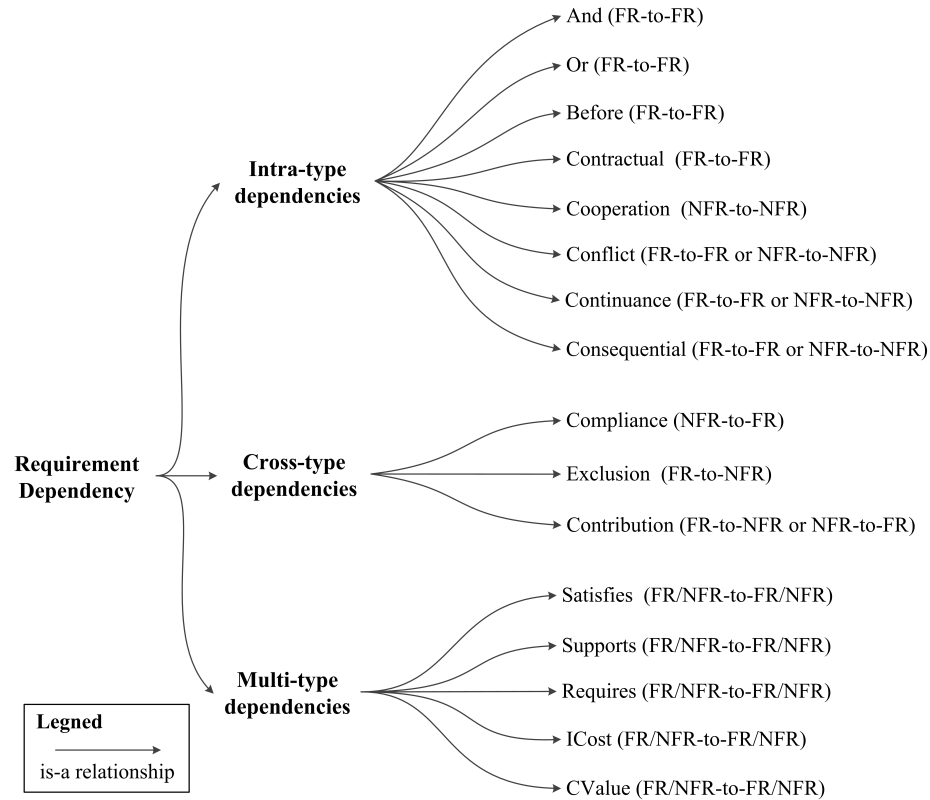 And (FR-to-FR)
Or (FR-to-FR)
Before (FR-to-FR)
Intra-type
dependencies
Contractual (FR-to-FR)
Cooperation (NFR-to-NFR)
Conflict (FR-to-FR or NFR-to-NFR)
Continuance (FR-to-FR or NFR-to-NFR)
Consequential (FR-to-FR or NFR-to-NFR)
Requirement
Dependency
Cross-type
dependencies
Compliance (NFR-to-FR)
Exclusion (FR-to-NFR)
Contribution (FR-to-NFR or NFR-to-FR)
Multi-type
dependencies
Satisfies (FR/NFR-to-FR/NFR)
Supports (FR/NFR-to-FR/NFR)
Requires (FR/NFR-to-FR/NFR)
ICost (FR/NFR-to-FR/NFR)
CValue (FR/NFR-to-FR/NFR)
Legned
is-a relationship